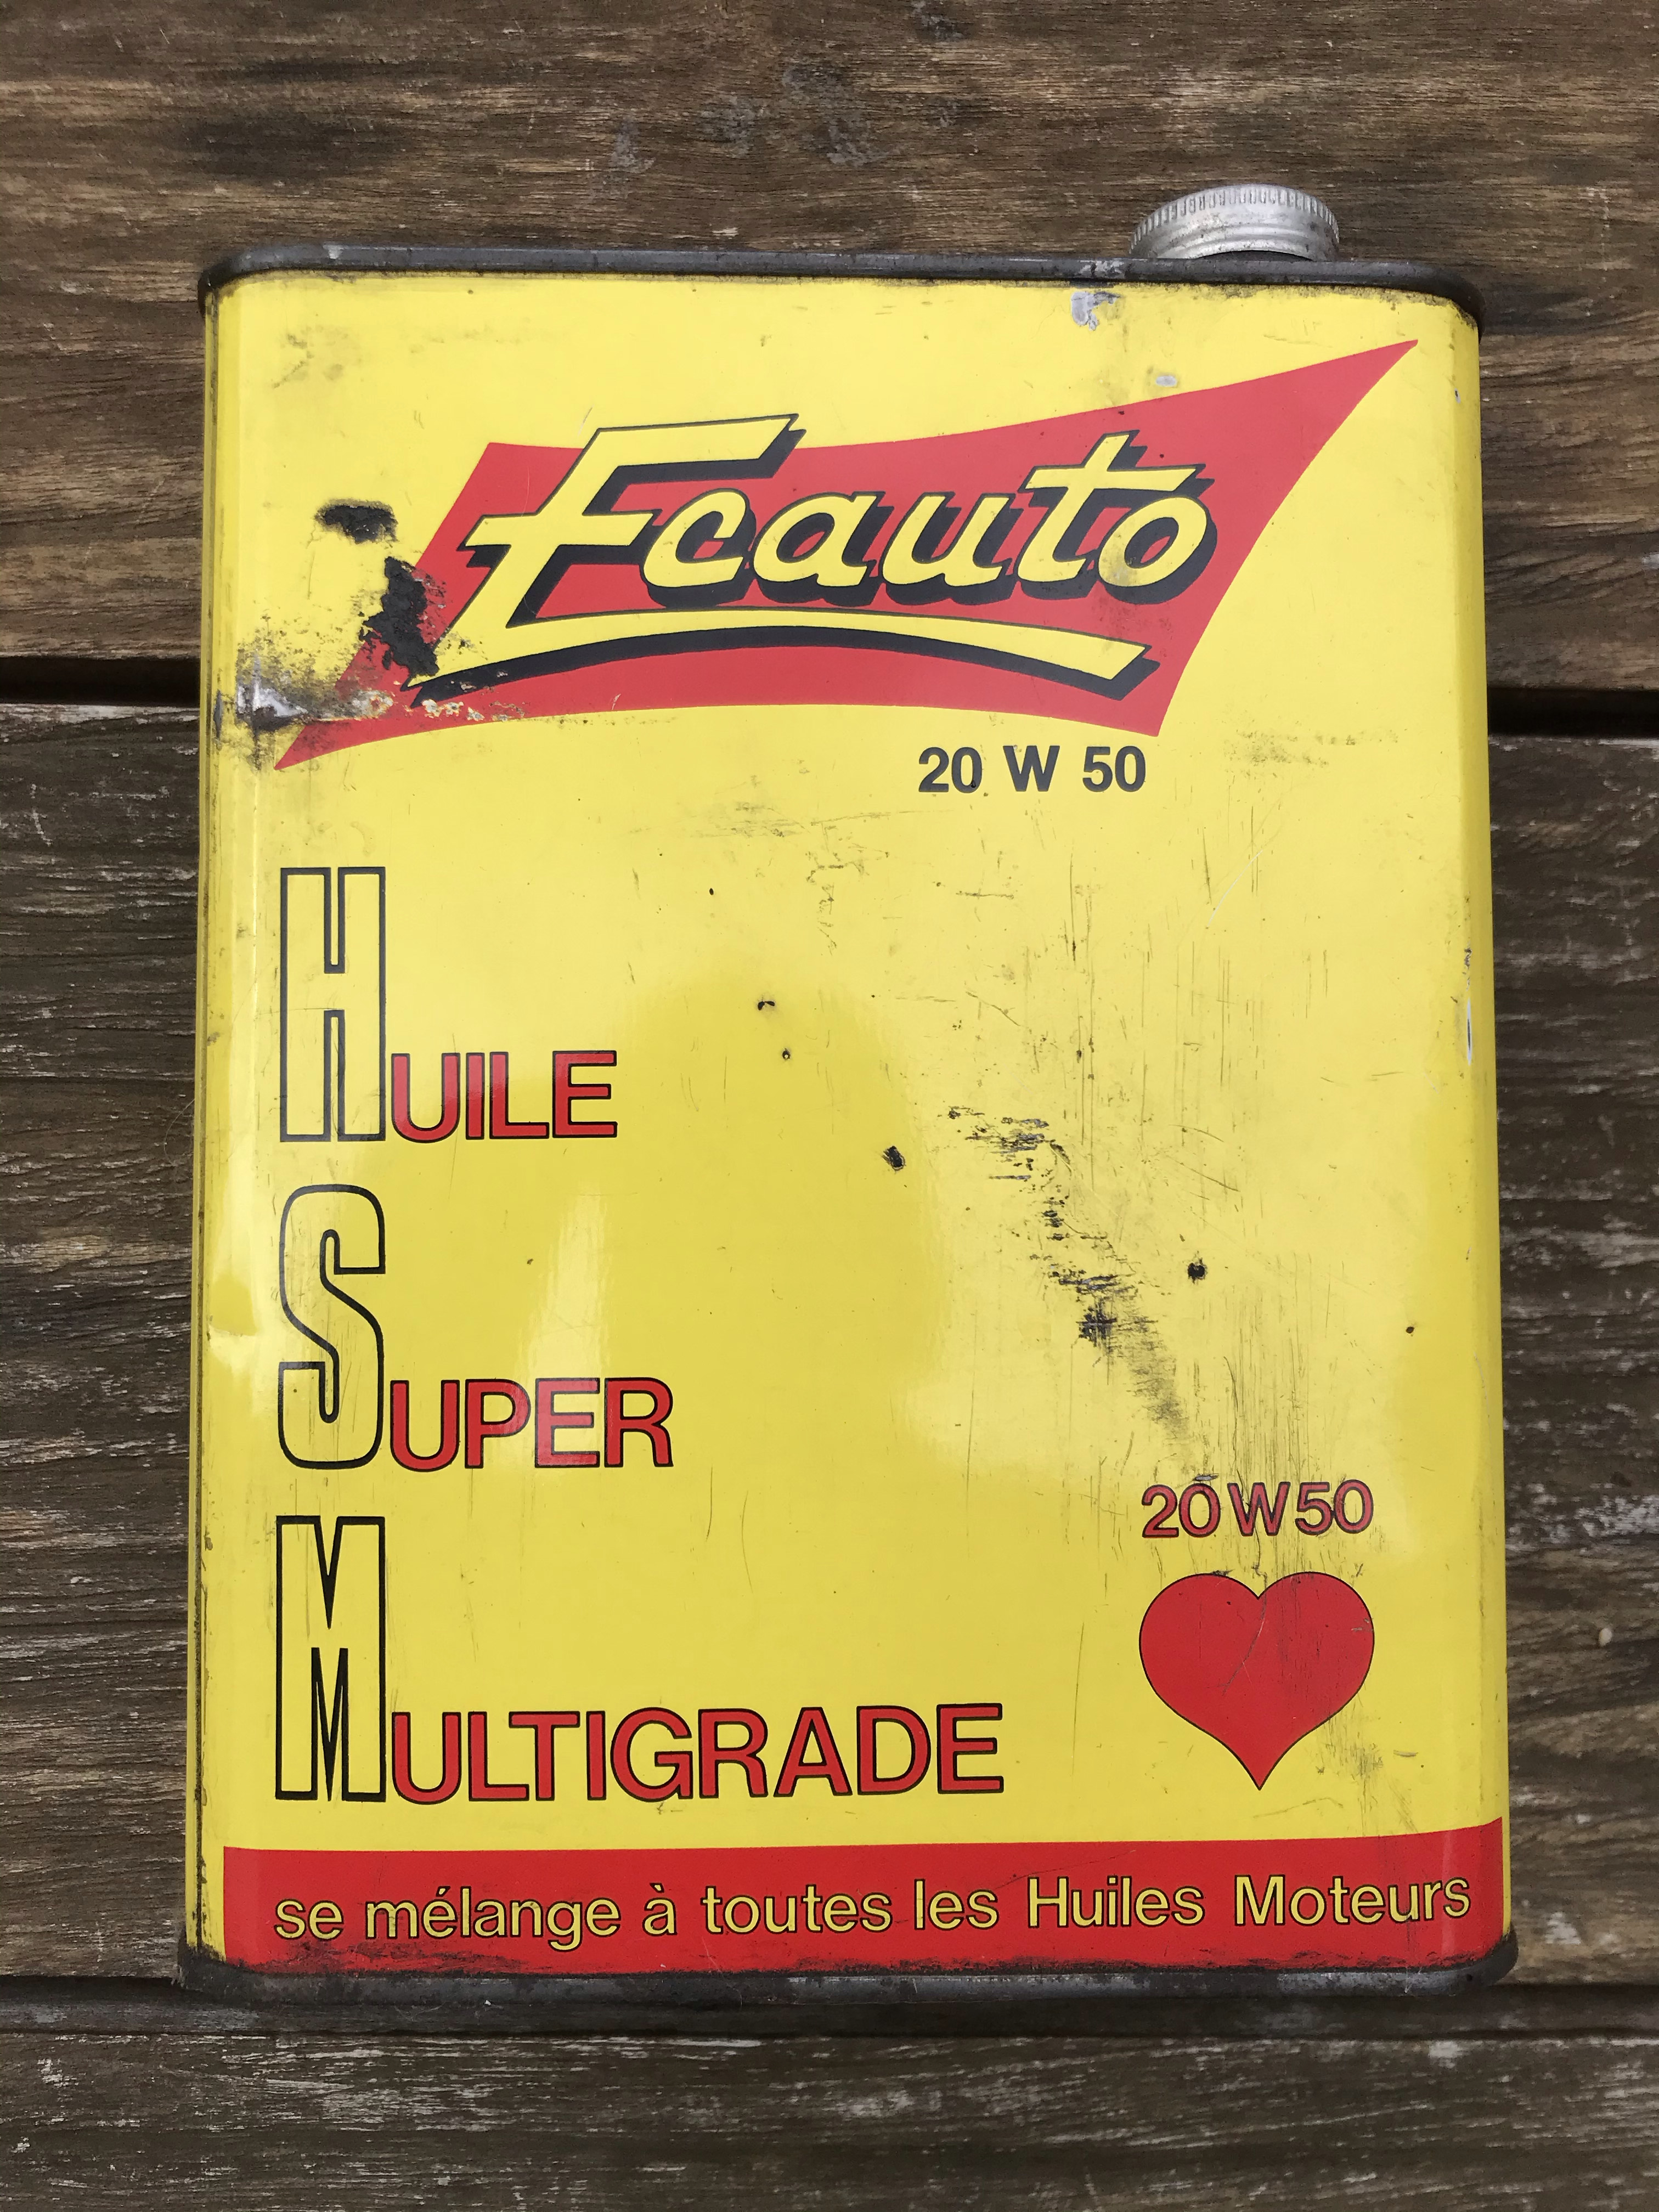 Ecauto
20 W 50
HUILE
SUPER
20W50
MULTIGRADE
se mélange à toutes les Huiles Moteurs